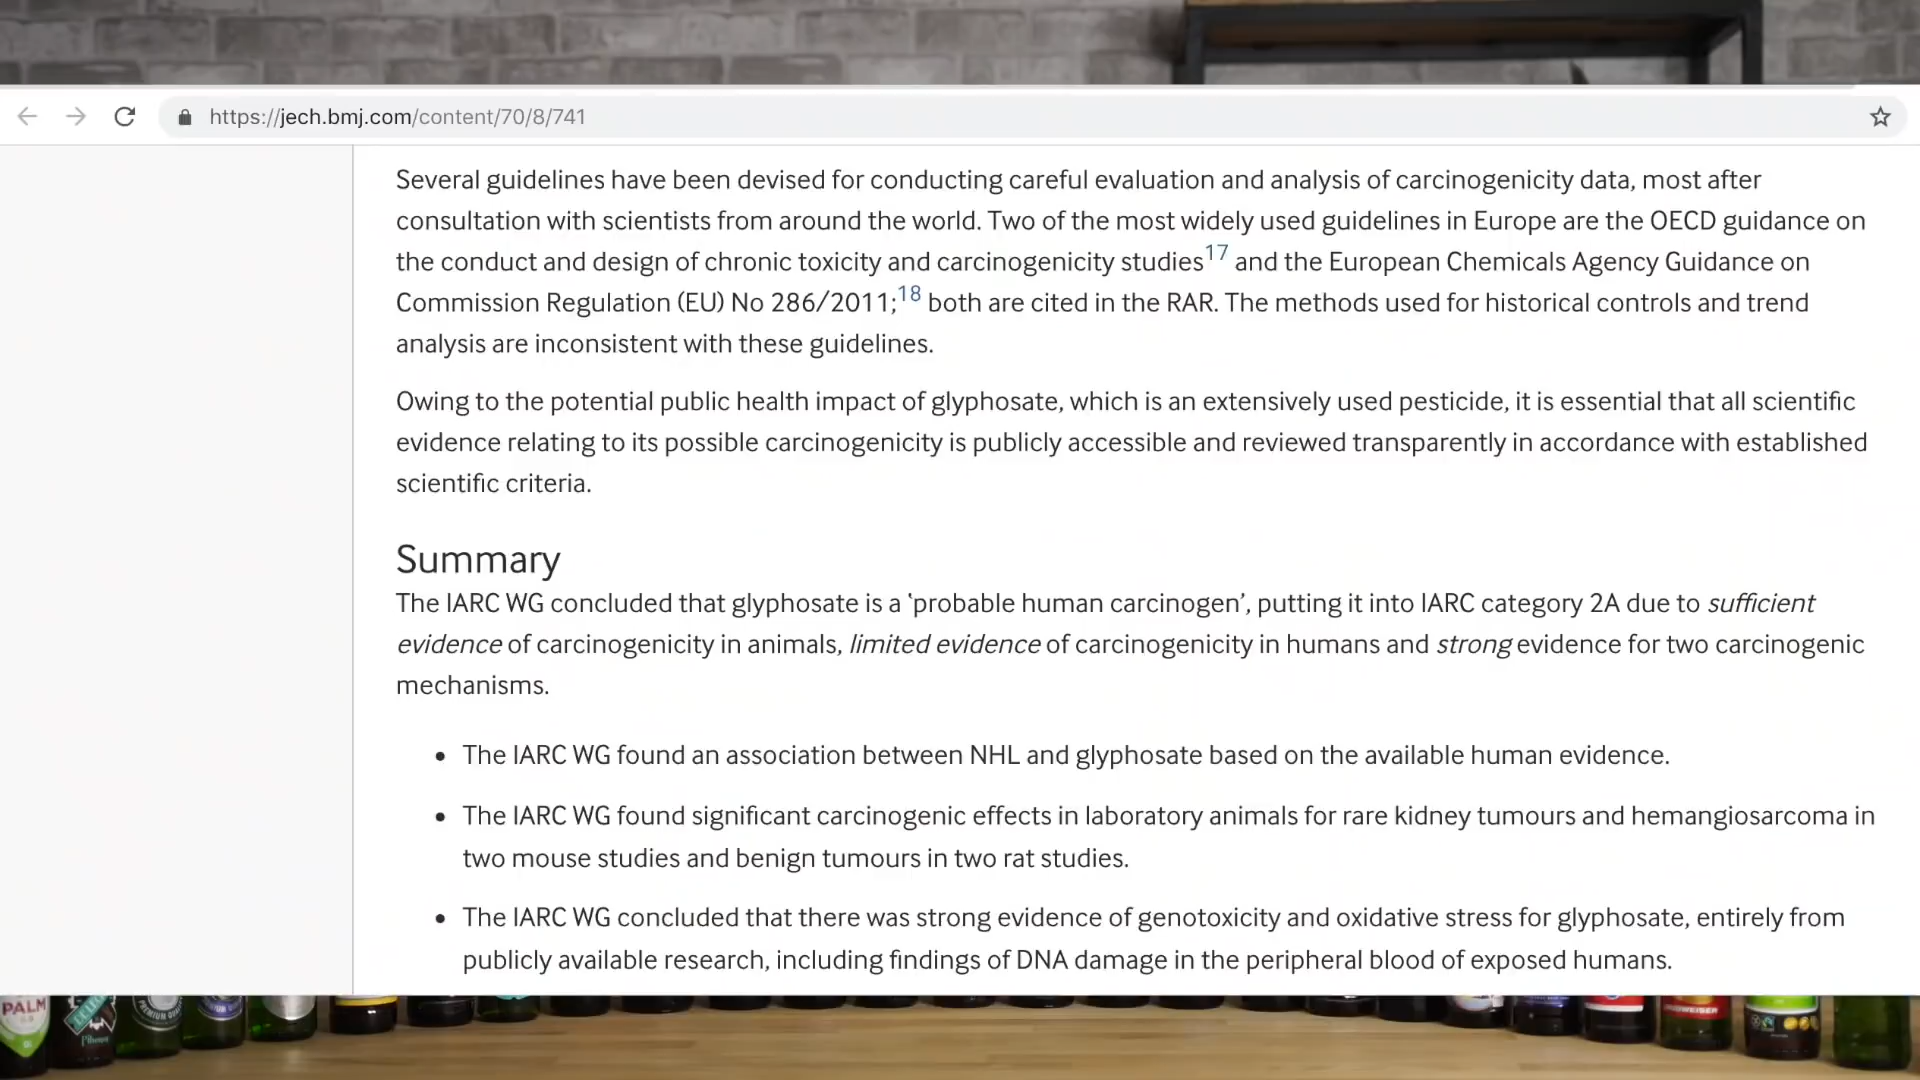 https://jech.bmj.com/content/70/8/741
Several guidelines have been devised for conducting careful evaluation and analysis of carcinogenicity data, most after
consultation with scientists from around the world. Two of the most widely used guidelines in Europe are the OECD guidance on
the conduct and design of chronic toxicity and carcinogenicity studies17 and the European Chemicals Agency Guidance on
Commission Regulation (EU) No 286/2011;18 both are cited in the RAR. The methods used for historical controls and trend
analysis are inconsistent with these guidelines.
Owing to the potential public health impact of glyphosate, which is an extensively used pesticide, it is essential that all scientific
evidence relating to its possible carcinogenicity is publicly accessible and reviewed transparently in accordance with established
scientific criteria.
Summary
The IARC WG concluded that glyphosate is a ‘probable human carcinogen’, putting it into IARC category 2A due to sufficient
evidence of carcinogenicity in animals, limited evidence of carcinogenicity in humans and strong evidence for two carcinogenic
mechanisms.
• The IARC WG found an association between NHL and glyphosate based on the available human evidence.
• The IARC WG found significant carcinogenic effects in laboratory animals for rare kidney tumours and hemangiosarcoma in
two mouse studies and benign tumours in two rat studies.
• The IARC WG concluded that there was strong evidence of genotoxicity and oxidative stress for glyphosate, entirely from
publicly available research, including findings of DNA damage in the peripheral blood of exposed humans.
PALM